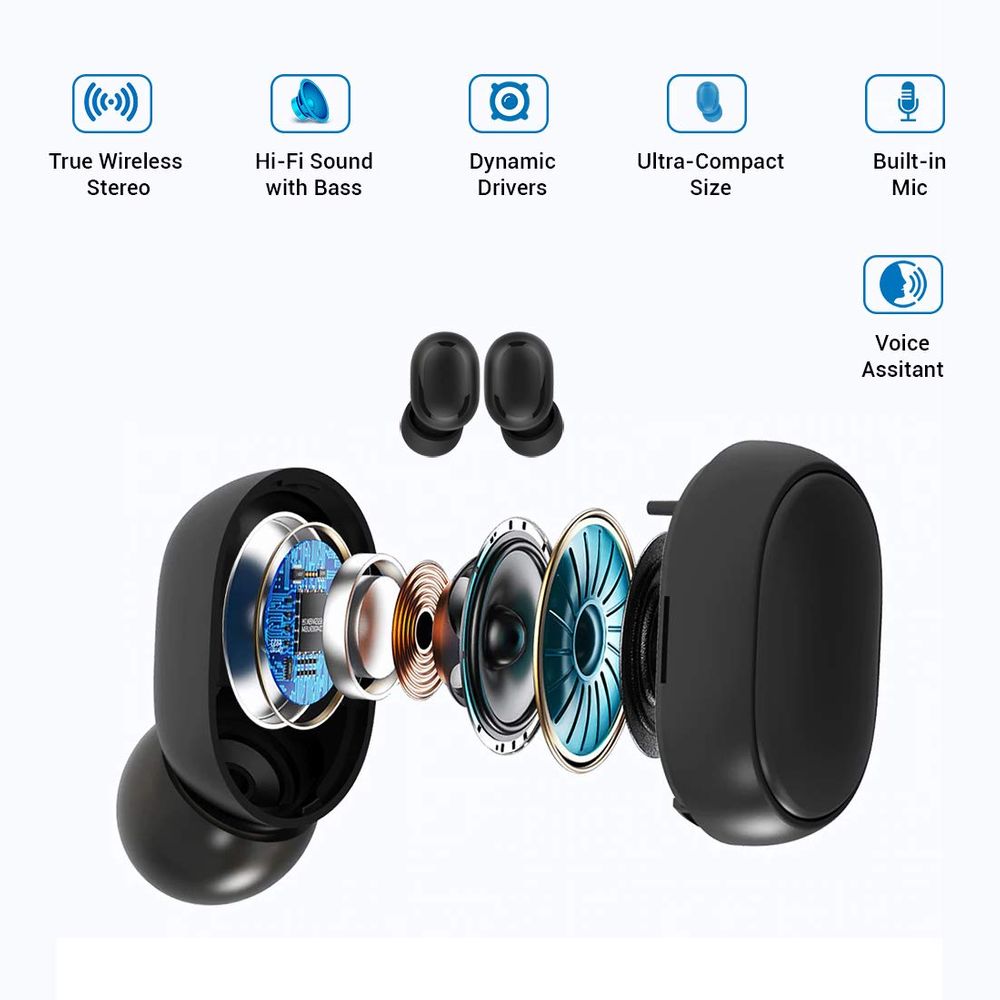 True Wireless
Stereo
Hi-Fi Sound
with Bass
Dynamic
Drivers
Ultra-Compact
Size
Built-in
Mic
Voice
Assitant